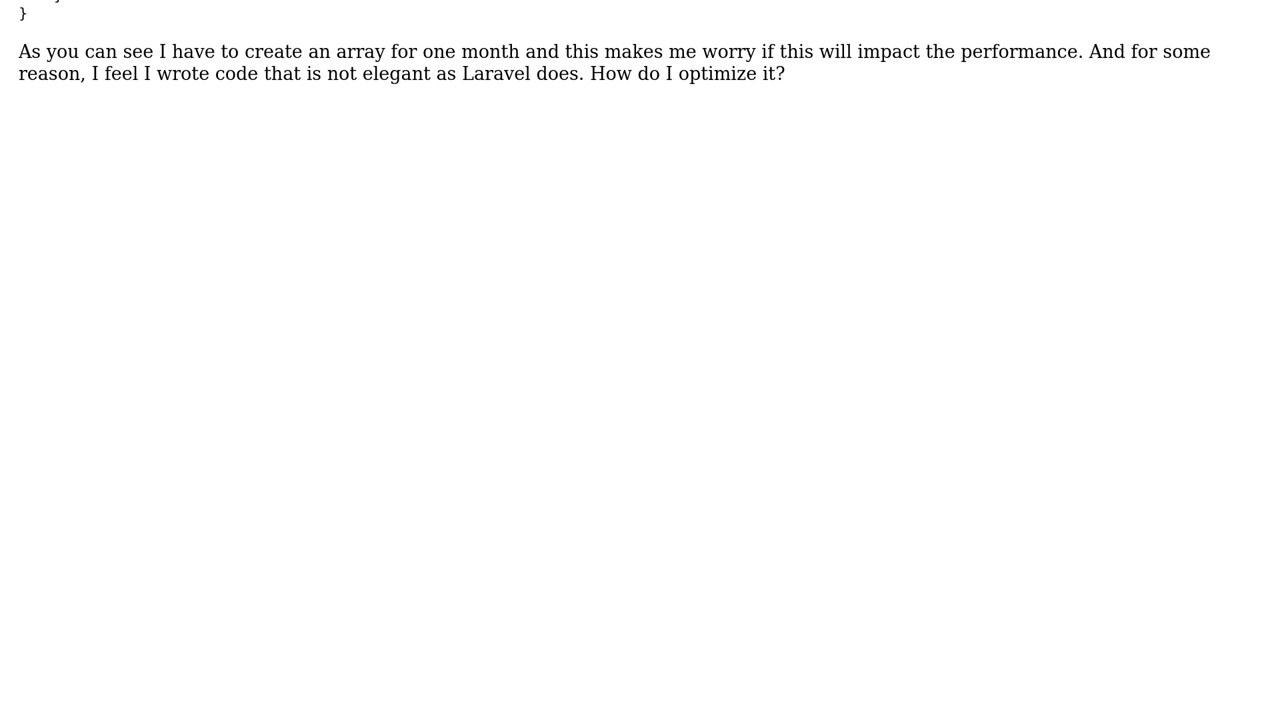 }
As you can see I have to create an array for one month and this makes me worry if this will impact the performance. And for some
reason, I feel I wrote code that is not elegant as Laravel does. How do I optimize it?